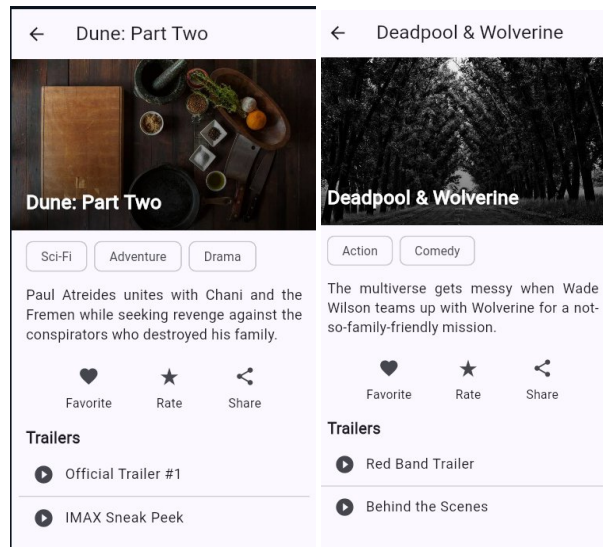 Dune: Part Two
Dune: Part Two
Sci-Fi
Adventure
Drama
Paul Atreides unites with Chani and the
Fremen while seeking revenge against the
conspirators who destroyed his family.
Favorite
Rate
Share
Trailers
Official Trailer #1
IMAX Sneak Peek
Deadpool & Wolverine
Deadpool & Wolverine
Action
Comedy
The multiverse gets messy when Wade
Wilson teams up with Wolverine for a not-
so-family-friendly mission.
Favorite
Rate
Share
Trailers
Red Band Trailer
Behind the Scenes